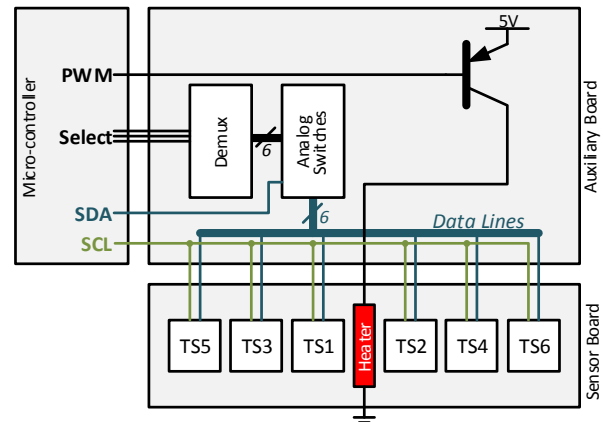 Micro-controller
PWM
Select
SDA
SCL
Demux
6
Analog
Switches
6
Data Lines
5V
Auxiliary Board
TS5
TS3
TS1
Heater
TS2
TS4
TS6
Sensor Board